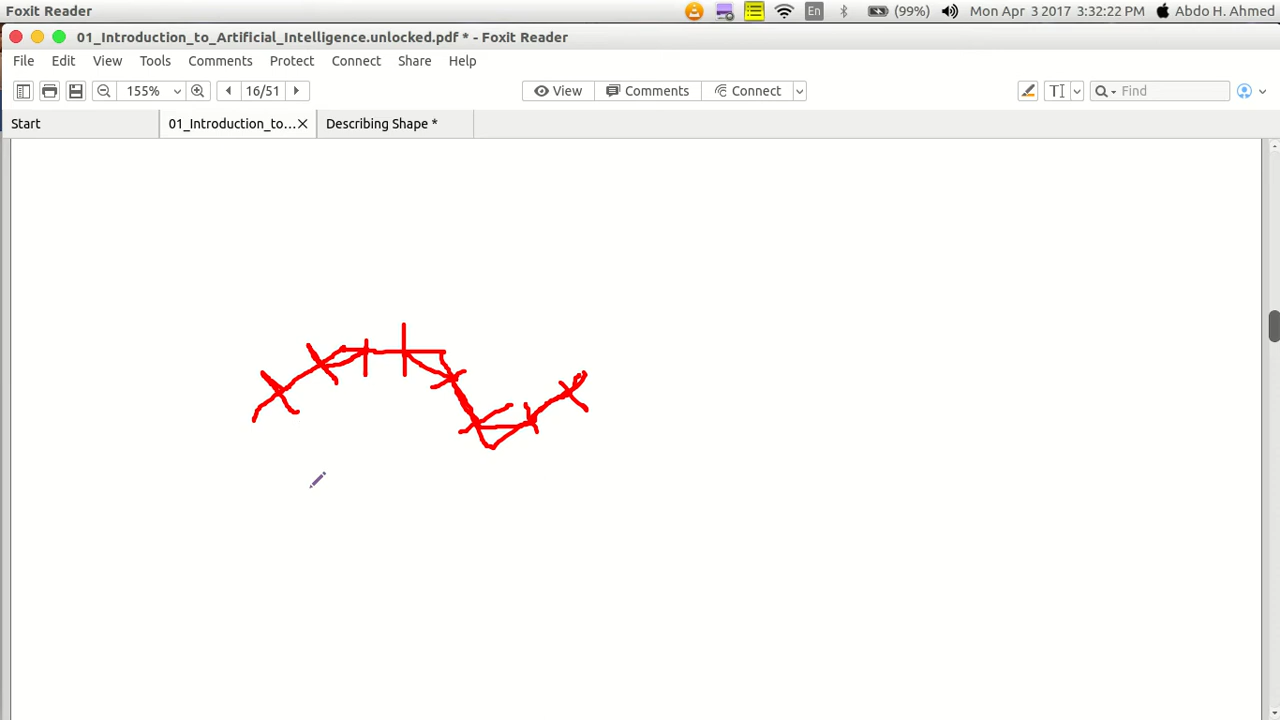 Foxit Reader En (99%) Mon Apr 3 2017 3:32:22 PM Abdo H. Ahmed
01_Introduction_to_Artificial_Intelligence.unlocked.pdf * - Foxit Reader
File Edit View Tools Comments Protect Connect Share Help
155% 16/51 View Comments Connect Find
Start 01_Introduction_to... Describing Shape *